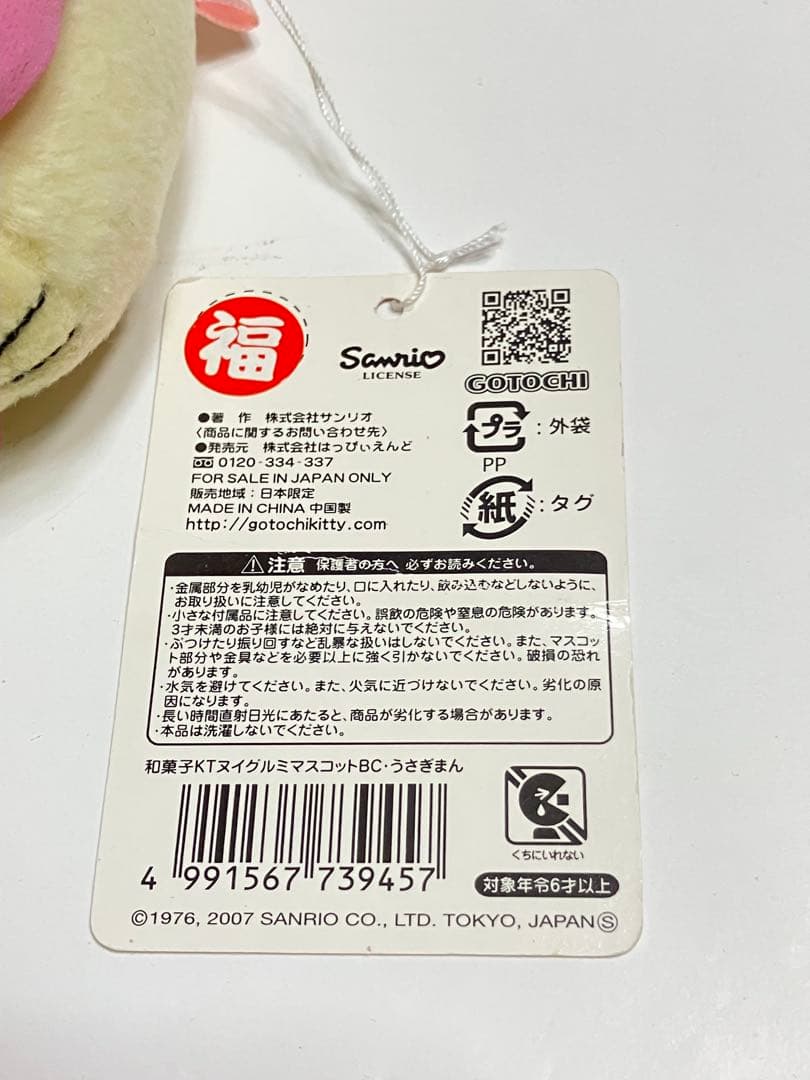 福
Sanrio
LICENSE
GOTOCHI
●著 作 株式会社サンリオ
〈商品に関するお問い合わせ先〉
●発売元 株式会社はっぴぃえんど
0120-334-337
FOR SALE IN JAPAN ONLY
販売地域：日本限定
MADE IN CHINA 中国製
http://gotochikitty.com
プラ：外袋
PP
紙：タグ
注意 保護者の方へ 必ずお読みください。
・金属部分を乳幼児がなめたり、口に入れたり、飲み込むなどしないように、
お取り扱いに注意してください。
・小さな付属品に注意してください。誤飲の危険や窒息の危険があります。
3才未満のお子様には絶対に与えないでください。
・ぶつけたり振り回すなど乱暴な扱いはしないでください。また、マスコッ
ト部分や金具などを必要以上に強く引かないでください。破損の恐れ
があります。
・水気を避けてください。また、火気に近づけないでください。劣化の原
因になります。
・長い時間直射日光にあたると、商品が劣化する場合があります。
・本品は洗濯しないでください。
和菓子KTヌイグルミマスコットBC・うさぎまん
4 991567 739457
くちにいれない
対象年令6才以上
©1976, 2007 SANRIO CO., LTD. TOKYO, JAPAN Ⓢ